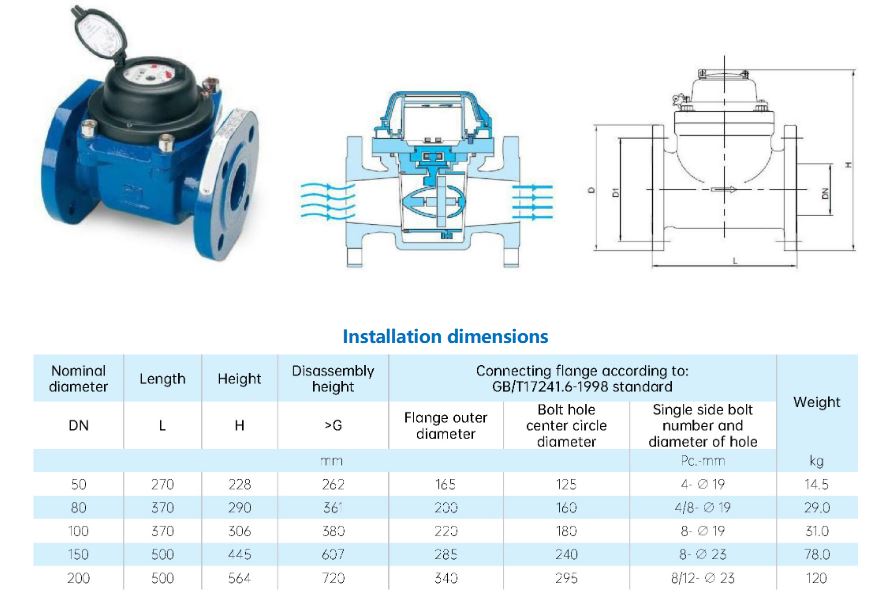 D
D1
DN
H
L
Installation dimensions
Nominal diameter Length Height Disassembly height Connecting flange according to: GB/T17241.6-1998 standard Weight
DN L H >G Flange outer diameter Bolt hole center circle diameter Single side bolt number and diameter of hole
mm Pc.-mm kg
50 270 228 262 165 125 4- ∅ 19 14.5
80 370 290 361 200 160 4/8- ∅ 19 29.0
100 370 306 380 220 180 8- ∅ 19 31.0
150 500 445 607 285 240 8- ∅ 23 78.0
200 500 564 720 340 295 8/12- ∅ 23 120